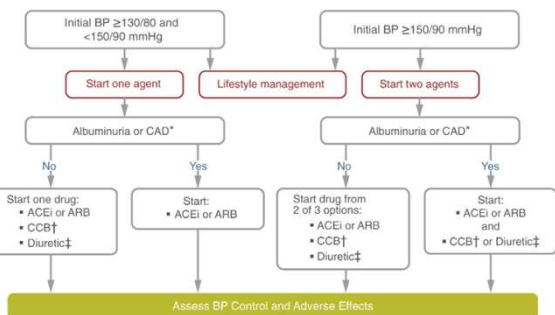 Initial BP ≥130/80 and
<150/90 mmHg
Initial BP ≥150/90 mmHg
Start one agent
Lifestyle management
Start two agents
Albuminuria or CAD*
Albuminuria or CAD*
No
Yes
No
Yes
Start one drug:
▪ ACEi or ARB
▪ CCB†
▪ Diuretic‡
Start:
▪ ACEi or ARB
Start drug from
2 of 3 options:
▪ ACEi or ARB
▪ CCB†
▪ Diuretic‡
Start:
▪ ACEi or ARB
and
▪ CCB† or Diuretic‡
Assess BP Control and Adverse Effects